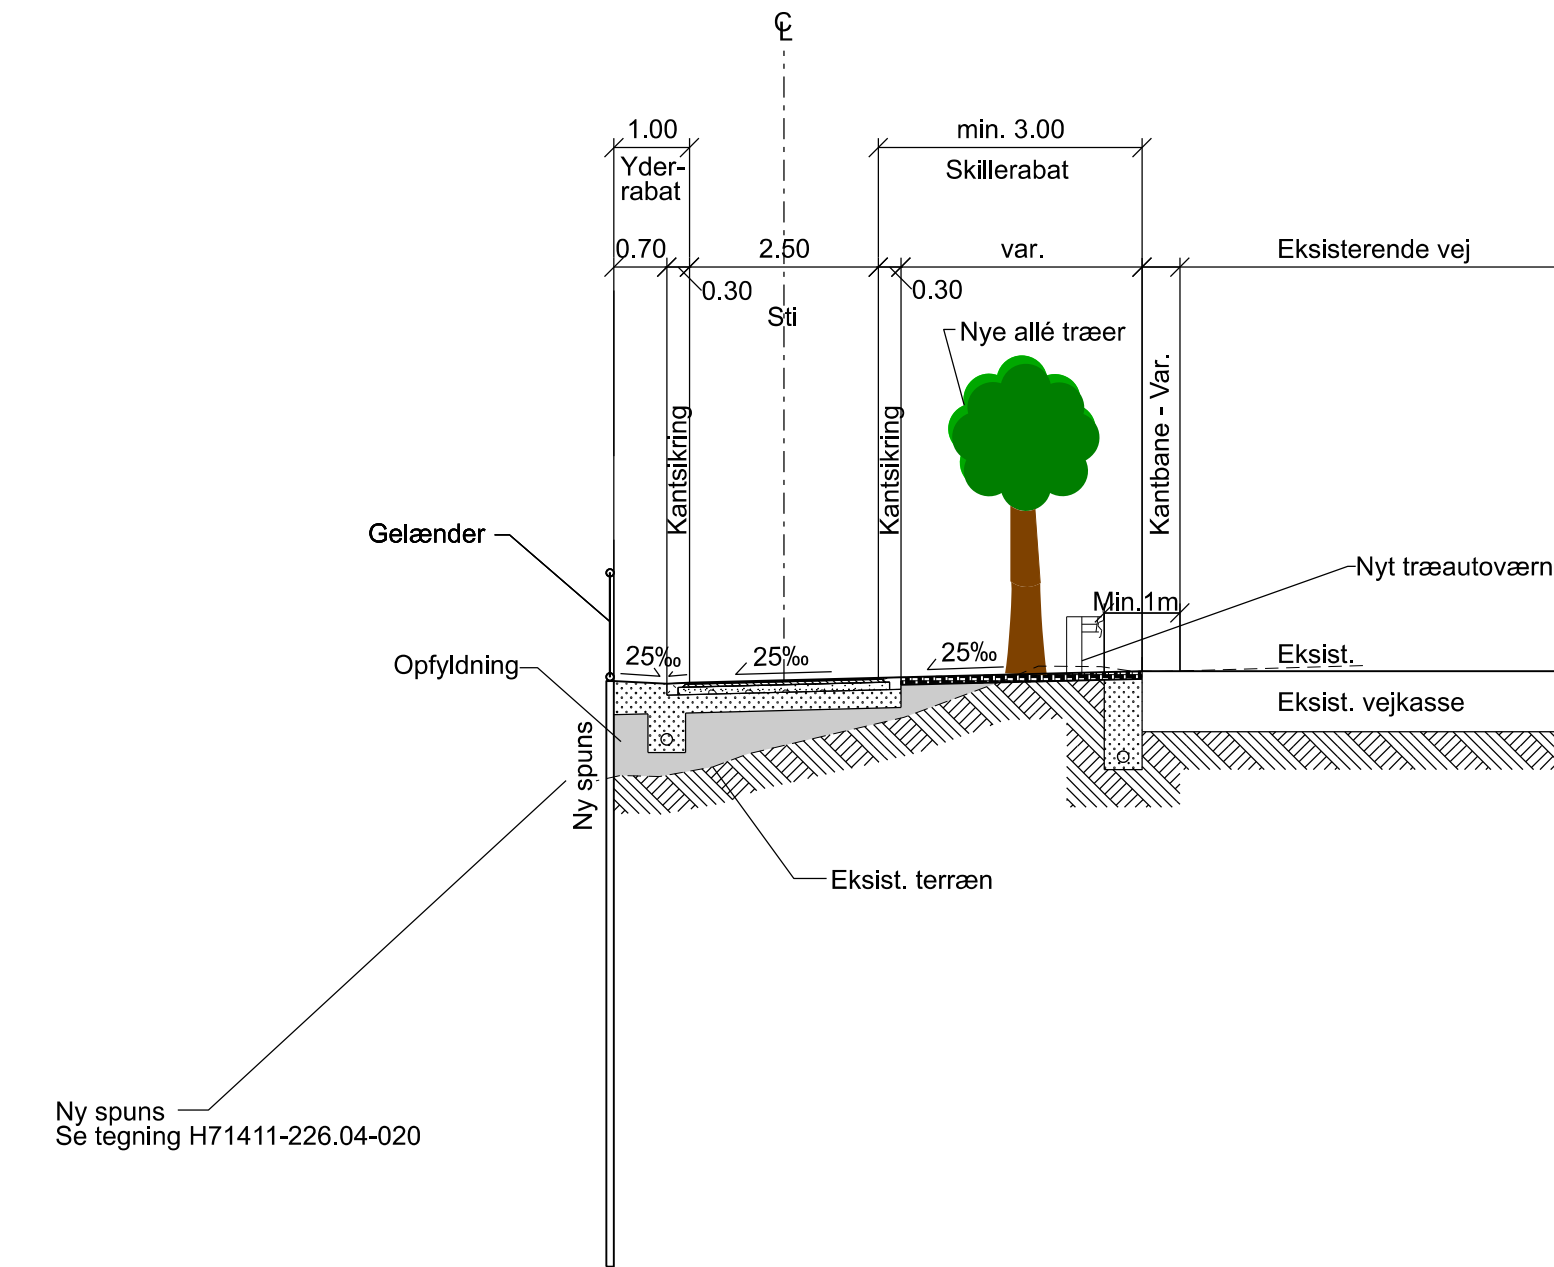 ℄
1.00
min. 3.00
Yder-
rabat
Skillerabat
0.70
2.50
var.
Eksisterende vej
0.30
0.30
Sti
Nye allé træer
Kantsikring
Kantsikring
Kantbane - Var.
Gelænder
Nyt træautoværn
Min.1m
Opfyldning
25‰
25‰
25‰
Eksist.
Eksist. vejkasse
Ny spuns
Eksist. terræn
Ny spuns
Se tegning H71411-226.04-020